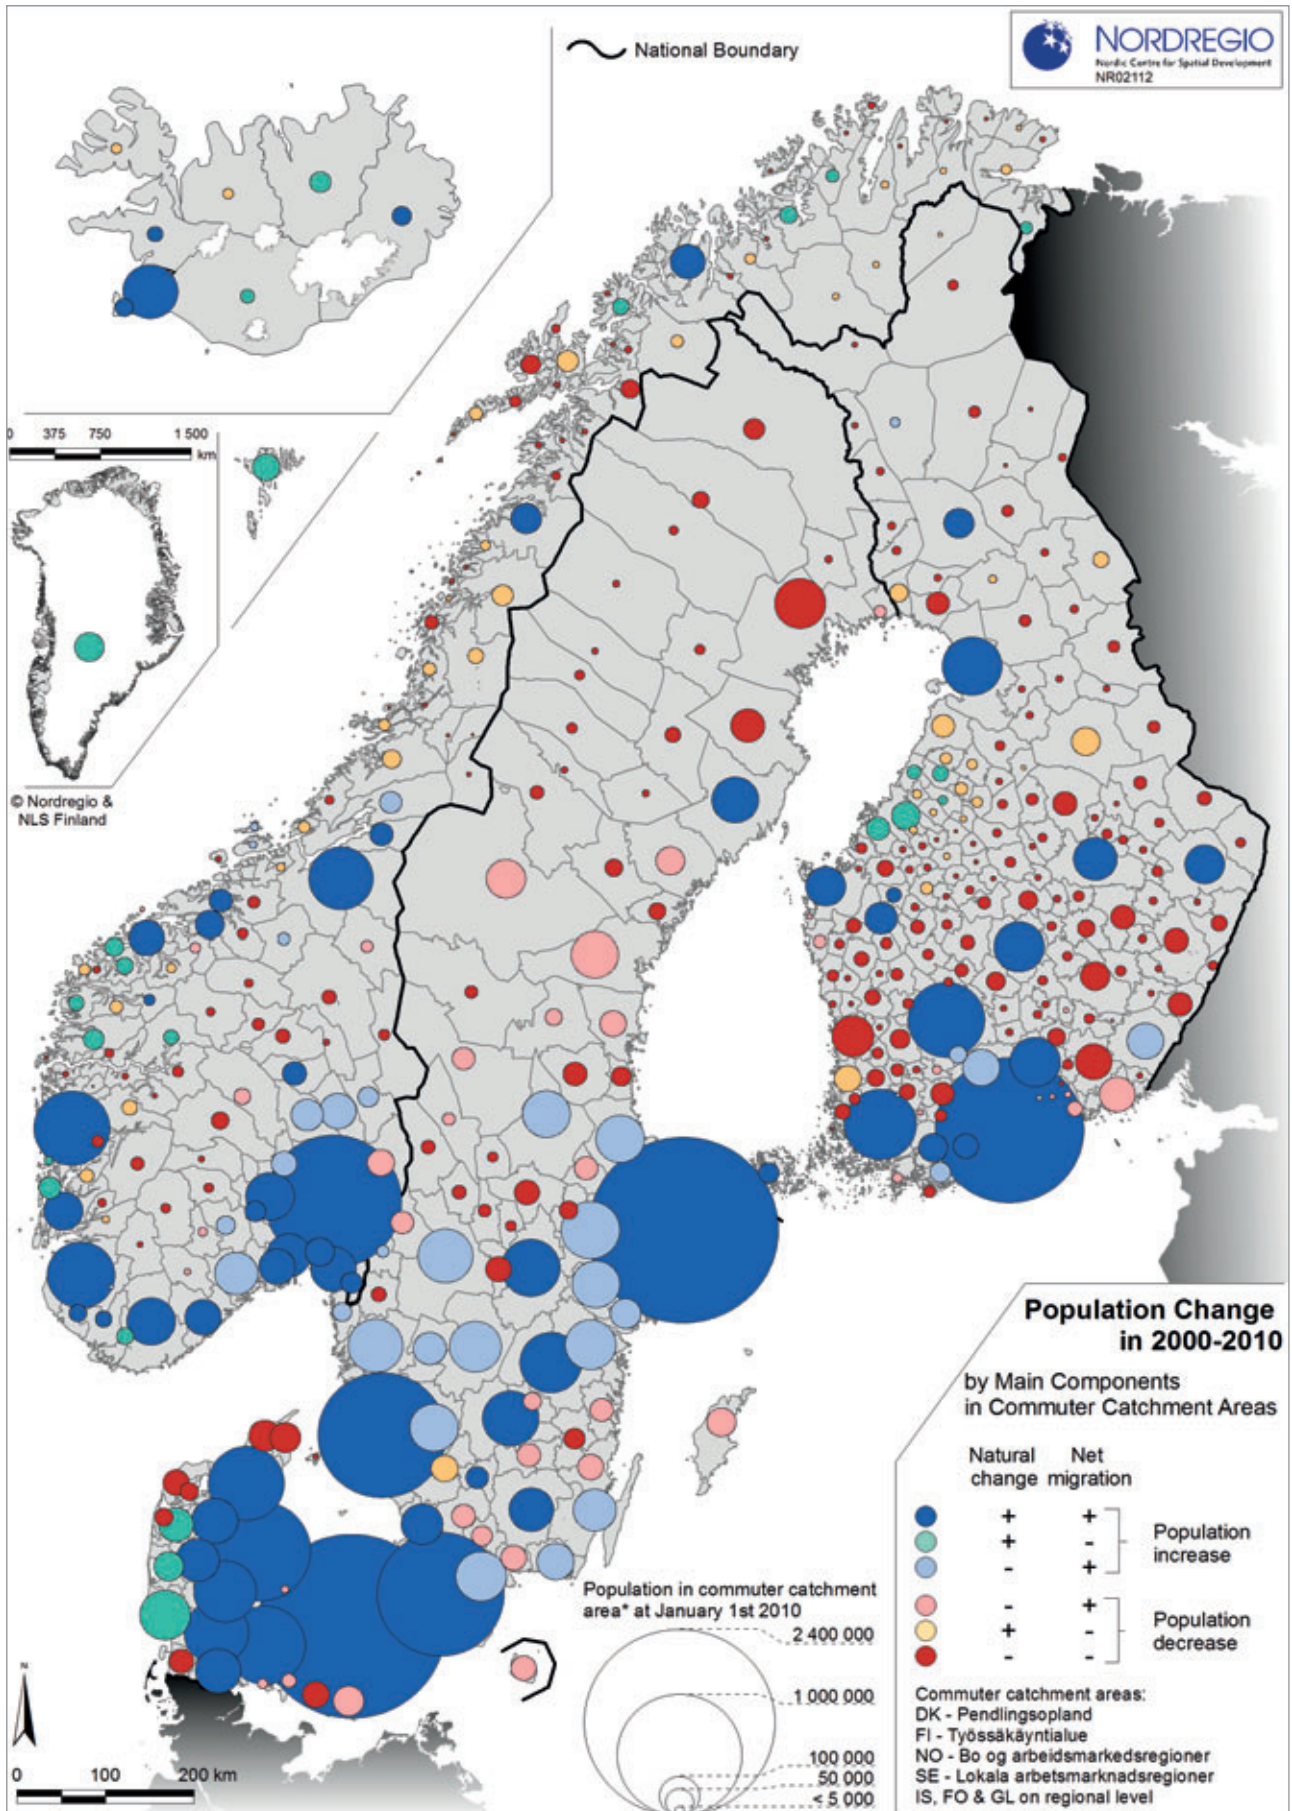 National Boundary
NORDREGIO
Nordic Centre for Spatial Development
NR02112
0 375 750 1 500
km
© Nordregio &
NLS Finland
Population Change
in 2000-2010
by Main Components
in Commuter Catchment Areas
Natural change
Net migration
+ +
+ -
- +
Population increase
- +
+ -
- -
Population decrease
Population in commuter catchment
area* at January 1st 2010
2 400 000
1 000 000
100 000
50 000
< 5 000
Commuter catchment areas:
DK - Pendlingsopland
FI - Työssäkäyntialue
NO - Bo og arbeidsmarkedsregioner
SE - Lokala arbetsmarknadsregioner
IS, FO & GL on regional level
N
0 100 200 km